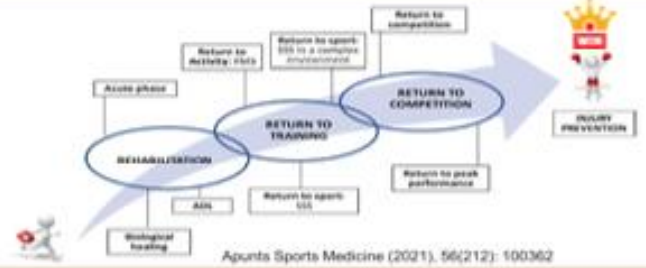 Return to
competition
Return to sport:
SSS in a complex
environment
Return to
Activity:
Acute phase
WIN
RETURN TO
COMPETITION
RETURN TO
TRAINING
INJURY
PREVENTION
REHABILITATION
Return to peak
performance
Return to sport:
SSS
ADL
Biological
healing
Apunts Sports Medicine (2021), 56(212): 100362